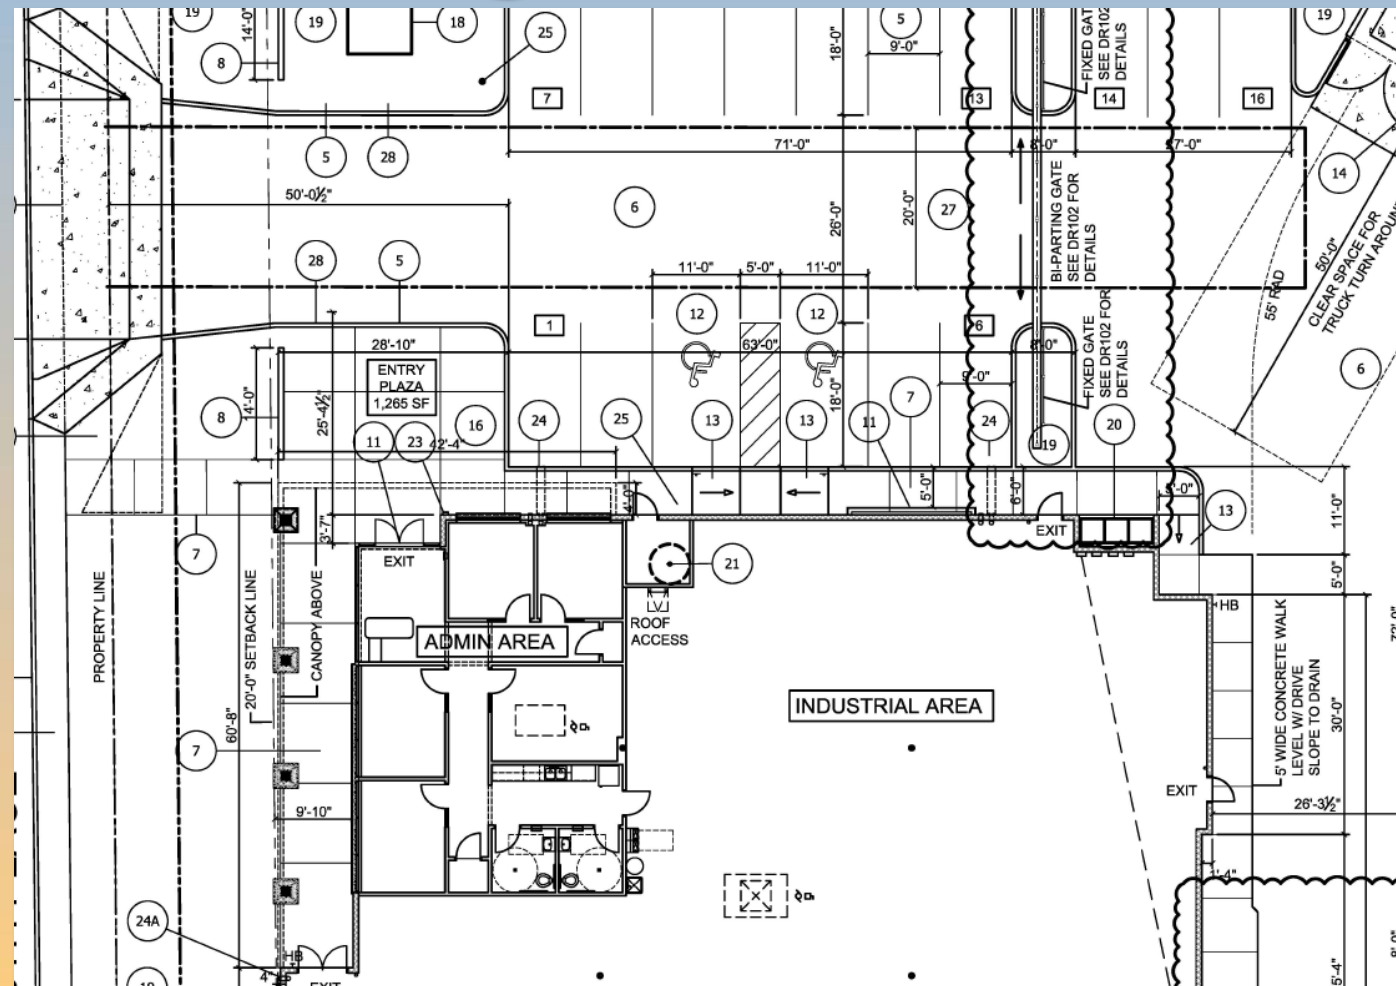 19
14'-0"
8
19
18
25
5
9'-0"
18'-0"
FIXED GATE
SEE DR102 FOR
DETAILS
19
7
13
14
16
5
28
71'-0"
8'-0"
27'-0"
14
50'-0½"
6
26'-0"
20'-0"
27
BI-PARTING GATE
SEE DR102 FOR
DETAILS
50'-0"
CLEAR SPACE FOR
TRUCK TURN AROUND
55' RAD
28
5
11'-0"
5'-0"
11'-0"
12
12
1
6
28'-10"
63'-0"
8'-0"
FIXED GATE
SEE DR102 FOR
DETAILS
6
ENTRY
PLAZA
1,265 SF
14'-0"
8
25'-4½"
18'-0"
9'-0"
7
11
23
42'-4"
16
24
25
13
13
11
24
19
20
4'-0"
5'-0"
6'-0"
11'-0"
13
3'-7"
7
EXIT
EXIT
21
5'-0"
PROPERTY LINE
20'-0" SETBACK LINE
CANOPY ABOVE
ROOF
ACCESS
HB
ADMIN AREA
INDUSTRIAL AREA
5' WIDE CONCRETE WALK
LEVEL W/ DRIVE
SLOPE TO DRAIN
30'-0"
60'-8"
7
9'-10"
EXIT
26'-3½"
24A
HB
4"
EXIT
5'-4"